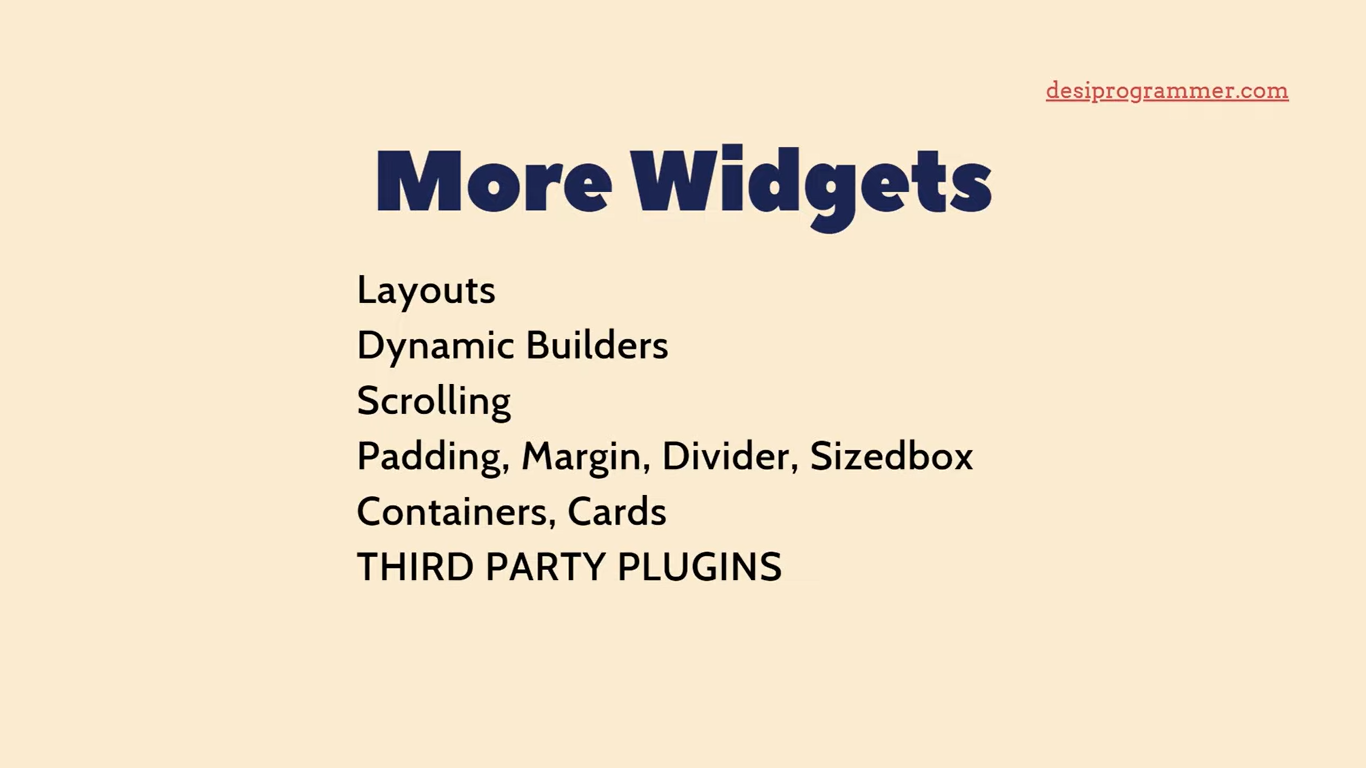 desiprogrammer.com
More Widgets
Layouts
Dynamic Builders
Scrolling
Padding, Margin, Divider, Sizedbox
Containers, Cards
THIRD PARTY PLUGINS